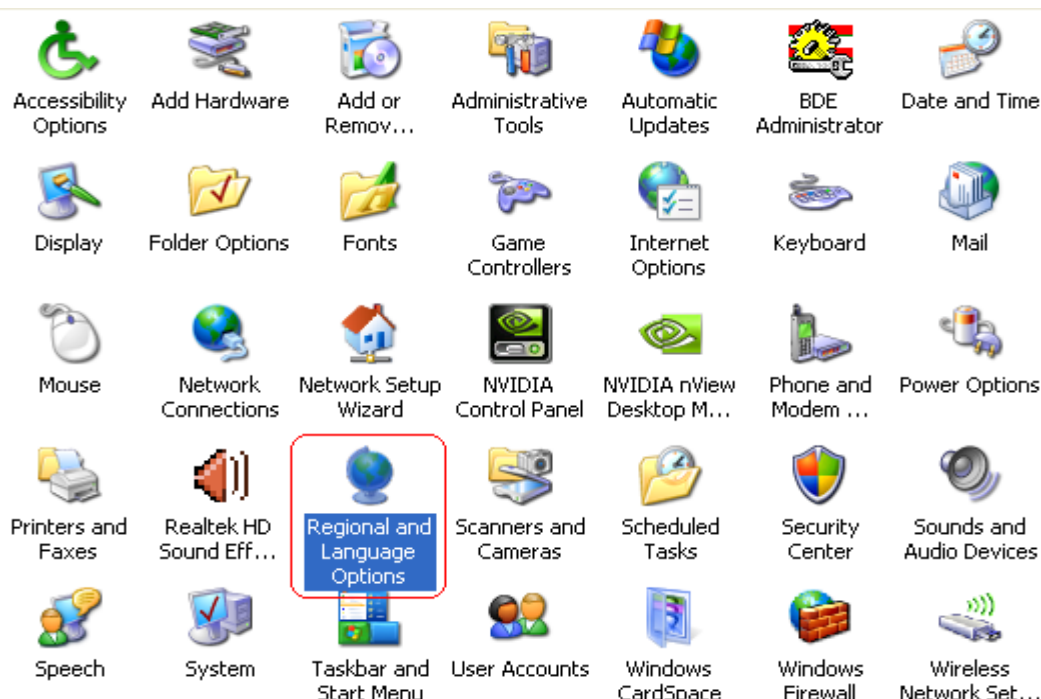 Accessibility Options
Add Hardware
Add or Remov...
Administrative Tools
Automatic Updates
BDE Administrator
Date and Time
Display
Folder Options
Fonts
Game Controllers
Internet Options
Keyboard
Mail
Mouse
Network Connections
Network Setup Wizard
NVIDIA Control Panel
NVIDIA nView Desktop M...
Phone and Modem ...
Power Options
Printers and Faxes
Realtek HD Sound Eff...
Regional and Language Options
Scanners and Cameras
Scheduled Tasks
Security Center
Sounds and Audio Devices
Speech
System
Taskbar and Start Menu
User Accounts
Windows CardSpace
Windows Firewall
Wireless Network Set...